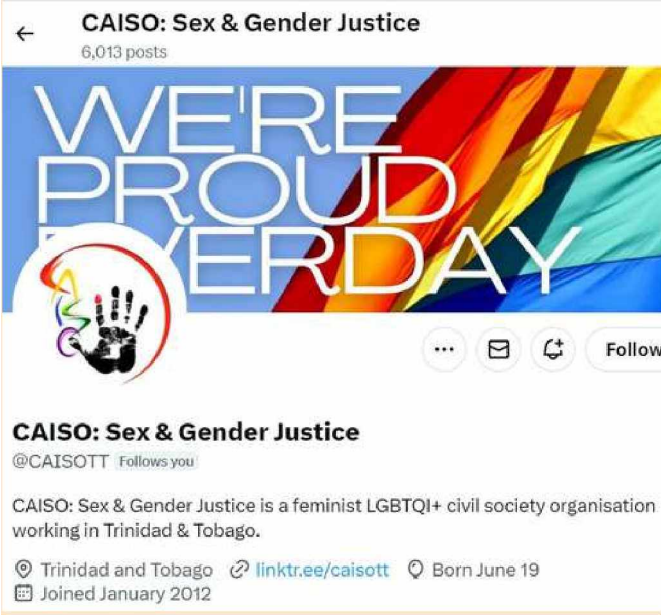 CAISO: Sex & Gender Justice
6,013 posts
WE'RE
PROUD
EVERDAY
Follow
CAISO: Sex & Gender Justice
@CAISOTT Follows you
CAISO: Sex & Gender Justice is a feminist LGBTQI+ civil society organisation
working in Trinidad & Tobago.
Trinidad and Tobago linktr.ee/caisott Born June 19
Joined January 2012